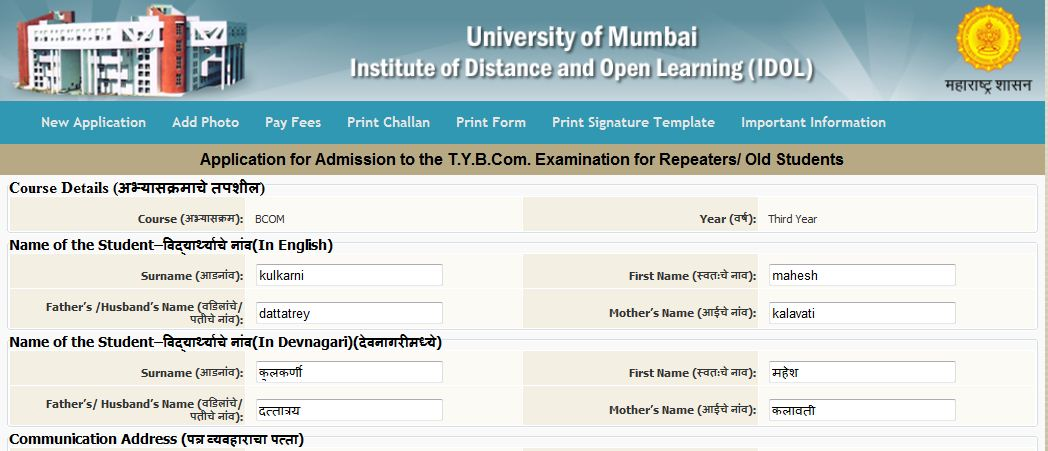 University of Mumbai
Institute of Distance and Open Learning (IDOL)
महाराष्ट्र शासन
New Application Add Photo Pay Fees Print Challan Print Form Print Signature Template Important Information
Application for Admission to the T.Y.B.Com. Examination for Repeaters/ Old Students
Course Details (अभ्यासक्रमाचे तपशील)
Course (अभ्यासक्रम): BCOM Year (वर्ष): Third Year
Name of the Student–विद्यार्थ्याचे नांव(In English)
Surname (आडनांव): kulkarni First Name (स्वतःचे नाव): mahesh
Father's /Husband's Name (वडिलांचे/
पतीचे नांव): dattatrey Mother's Name (आईचे नांव): kalavati
Name of the Student–विद्यार्थ्याचे नांव(In Devnagari)(देवनागरीमध्ये)
Surname (आडनांव): कुलकर्णी First Name (स्वतःचे नाव): महेश
Father's/ Husband's Name (वडिलांचे/
पतीचे नांव): दत्तात्रय Mother's Name (आईचे नांव): कलावती
Communication Address (पत्र व्यवहाराचा पत्ता)